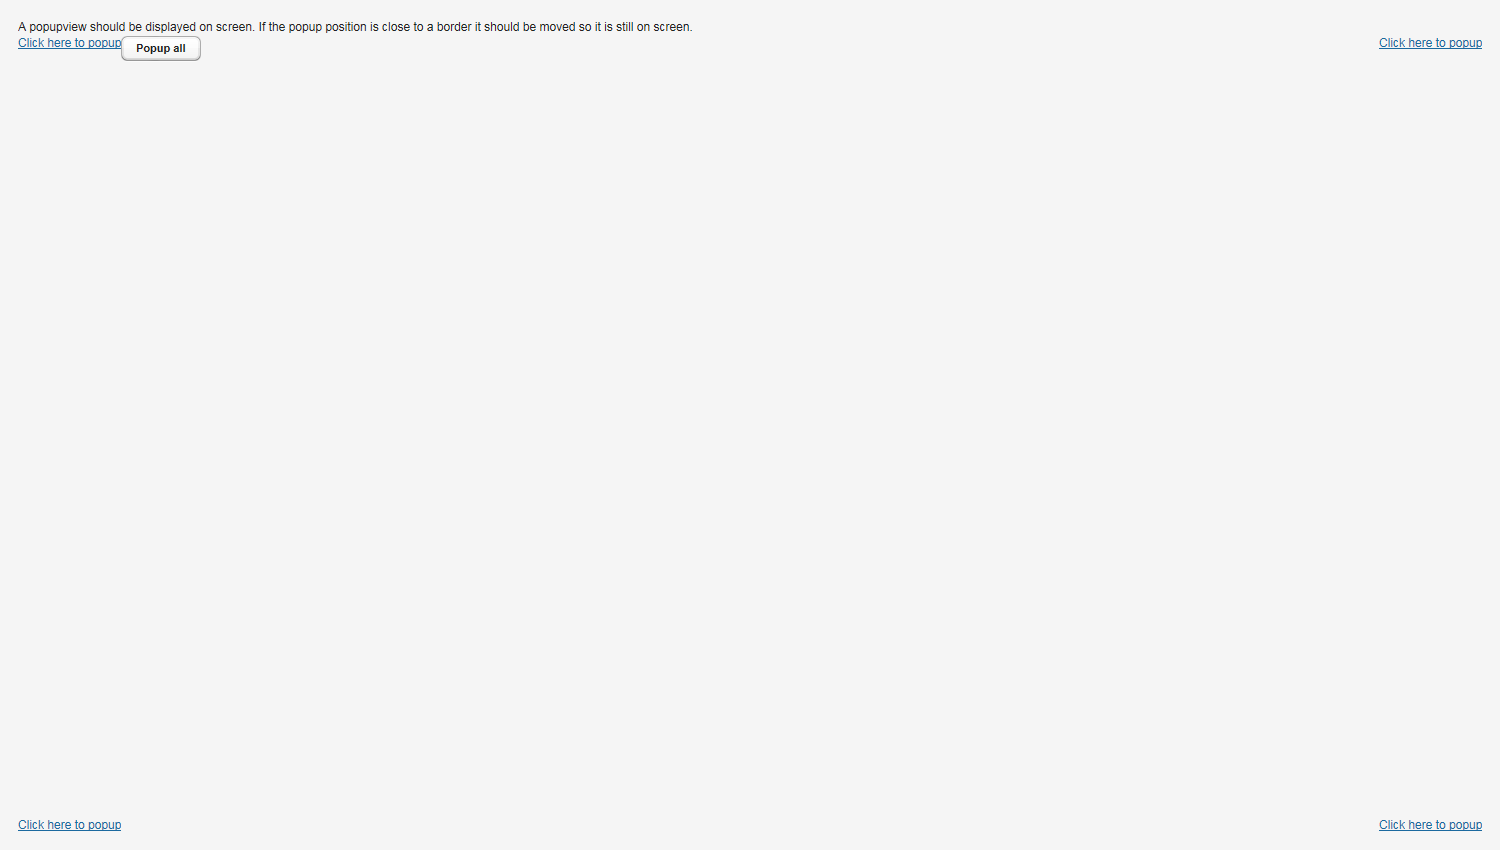 A popupview should be displayed on screen. If the popup position is close to a border it should be moved so it is still on screen.
Click here to popup Popup all Click here to popup
Click here to popup Click here to popup